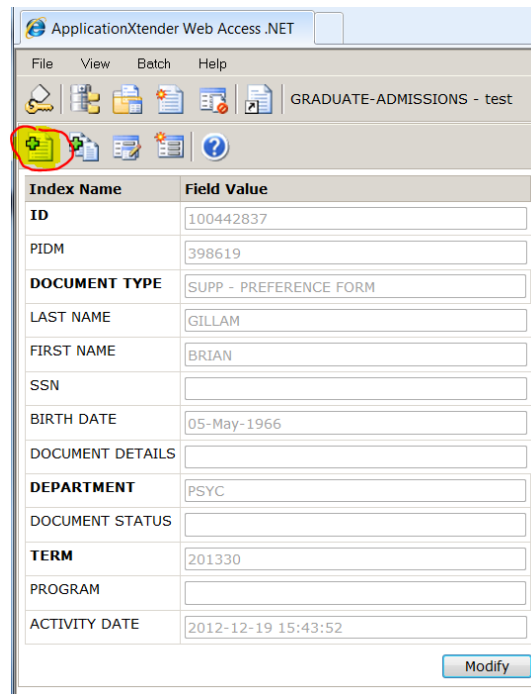 ApplicationXtender Web Access .NET
File View Batch Help
GRADUATE-ADMISSIONS - test
Index Name Field Value
ID 100442837
PIDM 398619
DOCUMENT TYPE SUPP - PREFERENCE FORM
LAST NAME GILLAM
FIRST NAME BRIAN
SSN
BIRTH DATE 05-May-1966
DOCUMENT DETAILS
DEPARTMENT PSYC
DOCUMENT STATUS
TERM 201330
PROGRAM
ACTIVITY DATE 2012-12-19 15:43:52
Modify